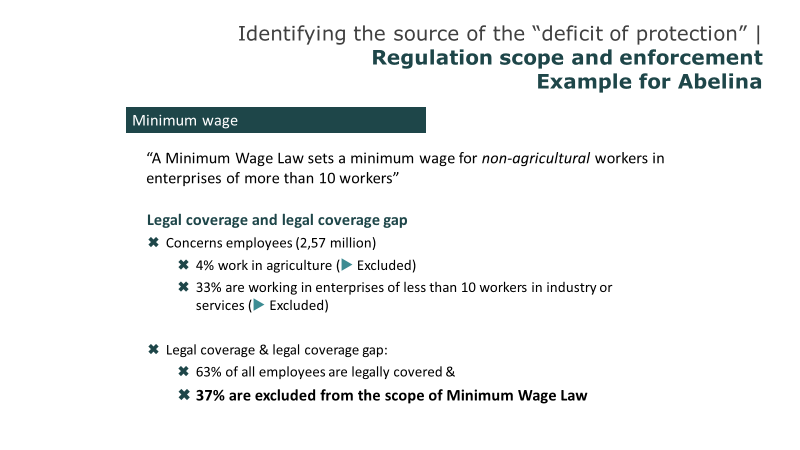 Identifying the source of the “deficit of protection” |
Regulation scope and enforcement
Example for Abelina
Minimum wage
“A Minimum Wage Law sets a minimum wage for non-agricultural workers in
enterprises of more than 10 workers”
Legal coverage and legal coverage gap
✖ Concerns employees (2,57 million)
✖ 4% work in agriculture (▶ Excluded)
✖ 33% are working in enterprises of less than 10 workers in industry or
services (▶ Excluded)
✖ Legal coverage & legal coverage gap:
✖ 63% of all employees are legally covered &
✖ 37% are excluded from the scope of Minimum Wage Law